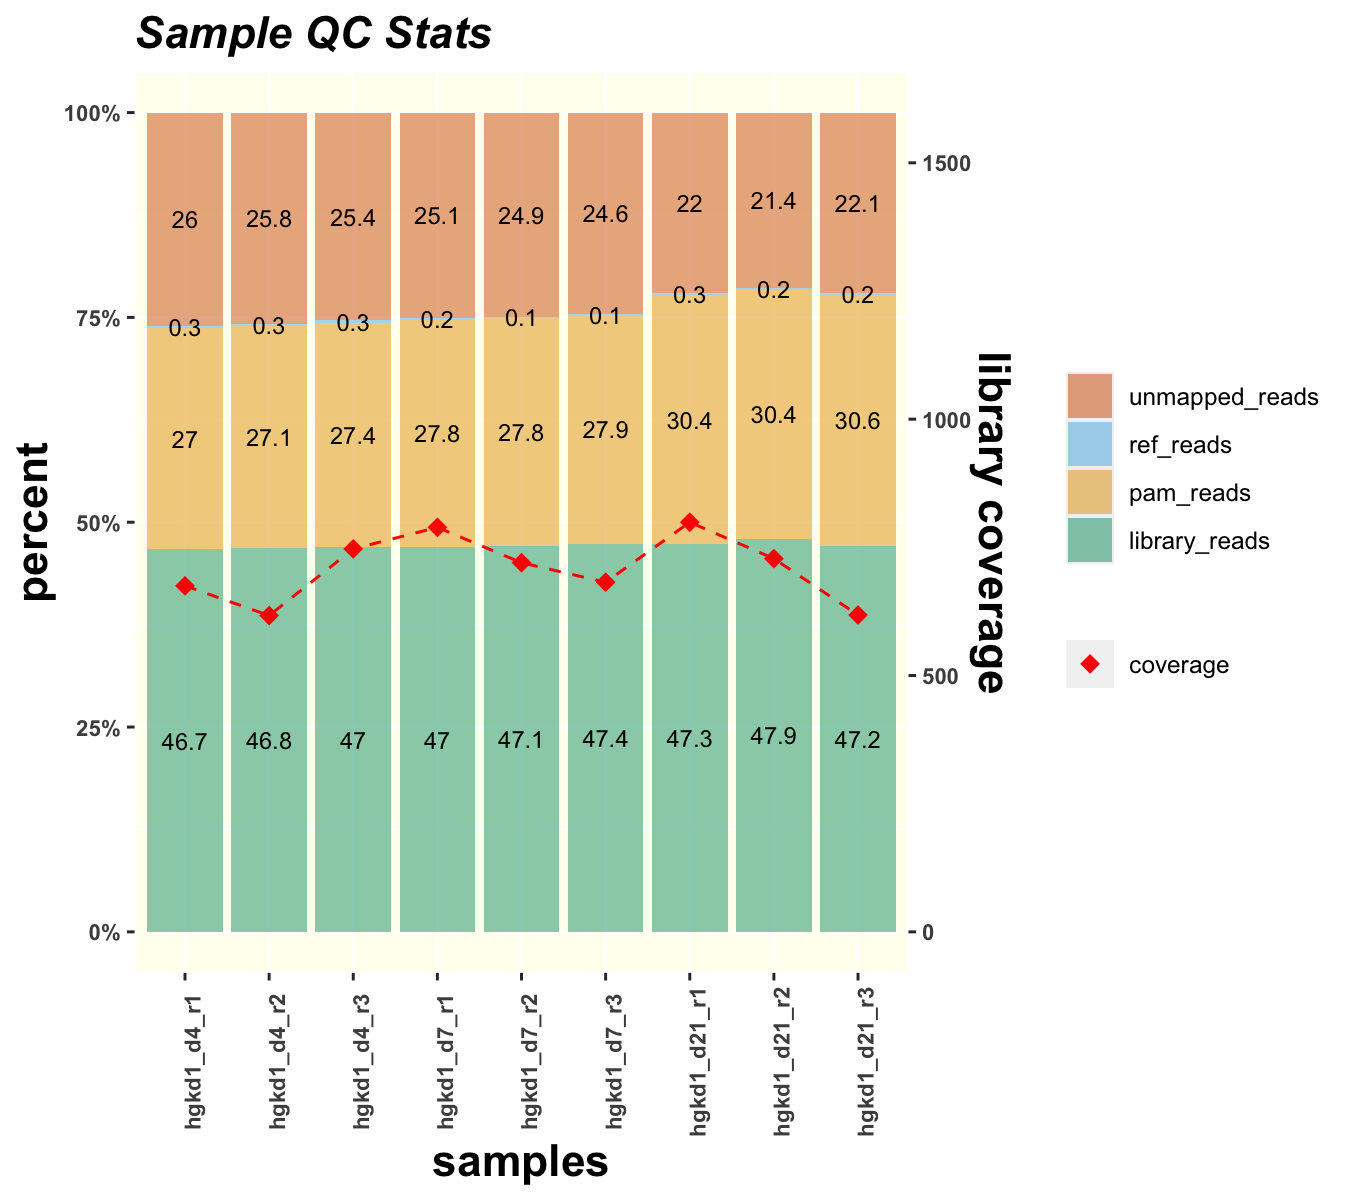 Sample QC Stats
100%
75%
50%
25%
0%
percent
26 25.8 25.4 25.1 24.9 24.6 22 21.4 22.1
0.3 0.3 0.3 0.2 0.1 0.1 0.3 0.2 0.2
27 27.1 27.4 27.8 27.8 27.9 30.4 30.4 30.6
46.7 46.8 47 47 47.1 47.4 47.3 47.9 47.2
1500
1000
500
0
library coverage
hgkd1_d4_r1
hgkd1_d4_r2
hgkd1_d4_r3
hgkd1_d7_r1
hgkd1_d7_r2
hgkd1_d7_r3
hgkd1_d21_r1
hgkd1_d21_r2
hgkd1_d21_r3
samples
unmapped_reads
ref_reads
pam_reads
library_reads
coverage